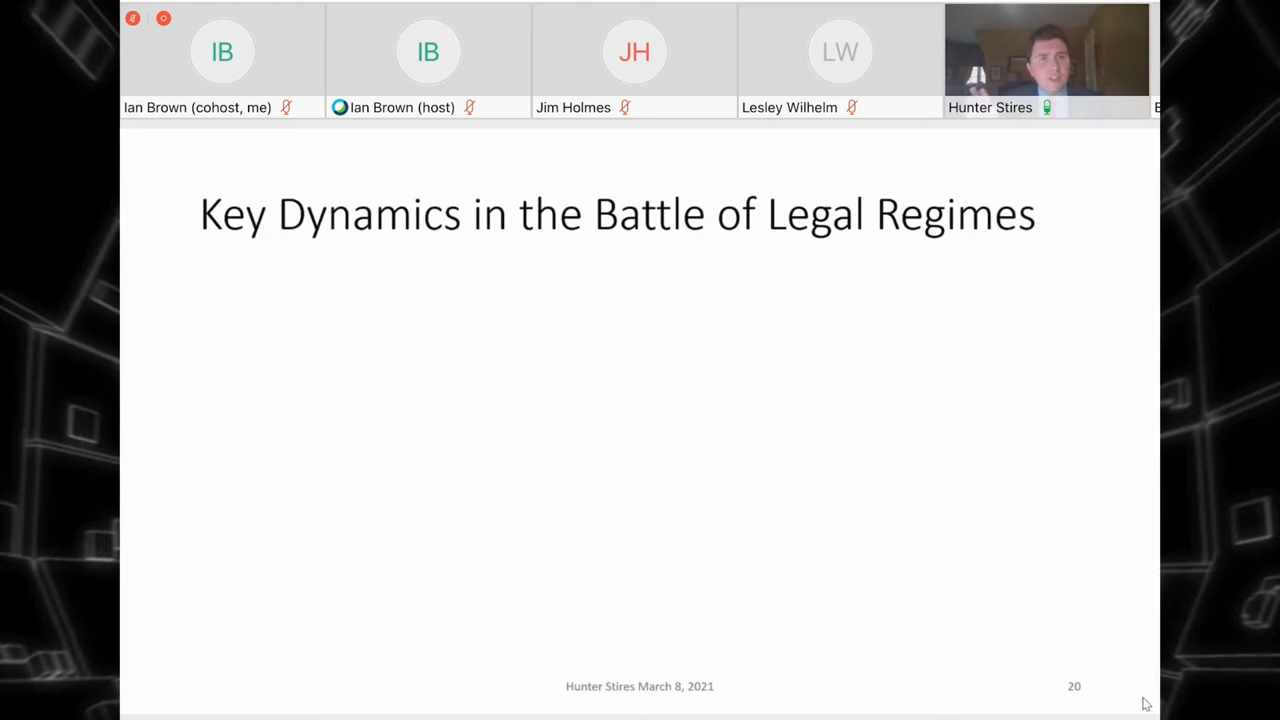 IB
IB
JH
LW
Ian Brown (cohost, me)
Ian Brown (host)
Jim Holmes
Lesley Wilhelm
Hunter Stires
E
Key Dynamics in the Battle of Legal Regimes
Hunter Stires March 8, 2021
20